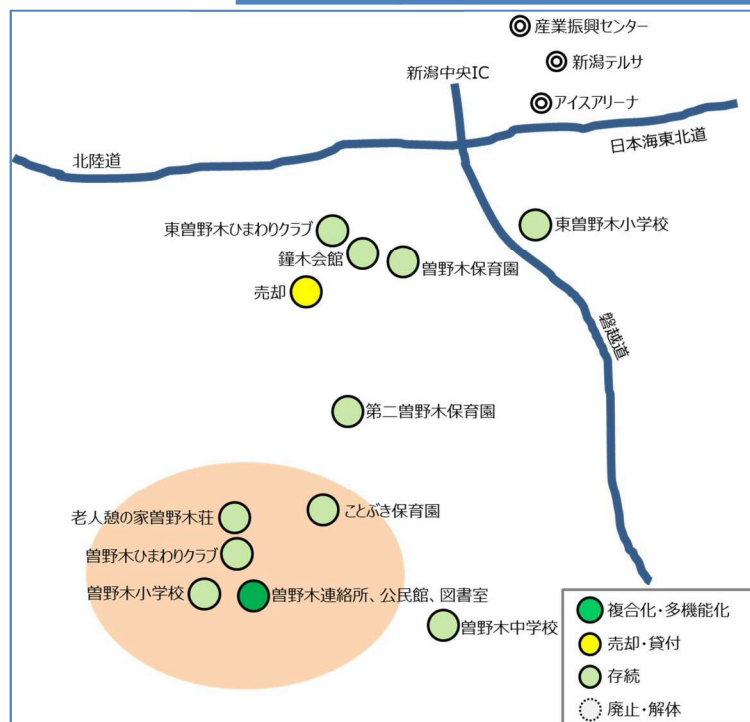 産業振興センター
新潟テルサ
新潟中央IC
アイスアリーナ
日本海東北道
北陸道
東曽野木ひまわりクラブ
東曽野木小学校
鐘木会館
曽野木保育園
売却
磐越道
第二曽野木保育園
老人憩の家曽野木荘
ことぶき保育園
曽野木ひまわりクラブ
曽野木小学校
曽野木連絡所、公民館、図書室
曽野木中学校
複合化・多機能化
売却・貸付
存続
廃止・解体